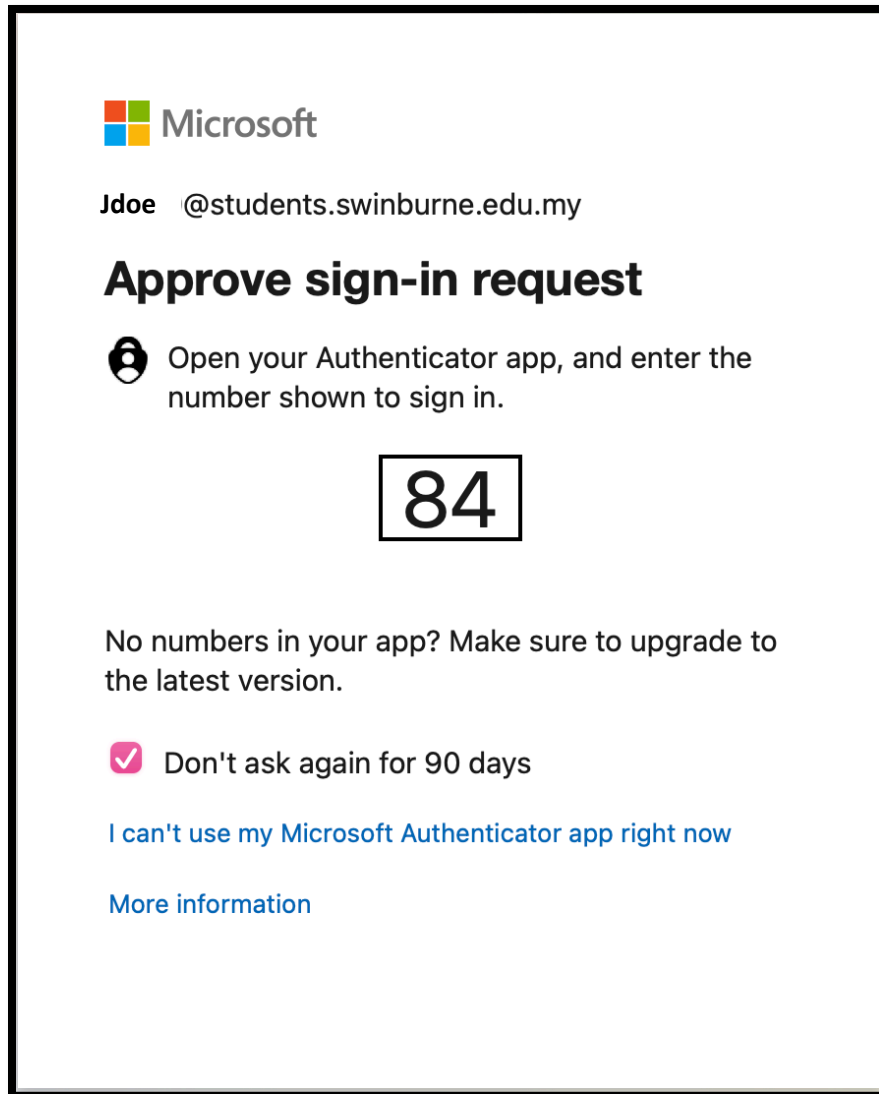 Microsoft
Jdoe @students.swinburne.edu.my
Approve sign-in request
Open your Authenticator app, and enter the
number shown to sign in.
84
No numbers in your app? Make sure to upgrade to
the latest version.
Don't ask again for 90 days
I can't use my Microsoft Authenticator app right now
More information